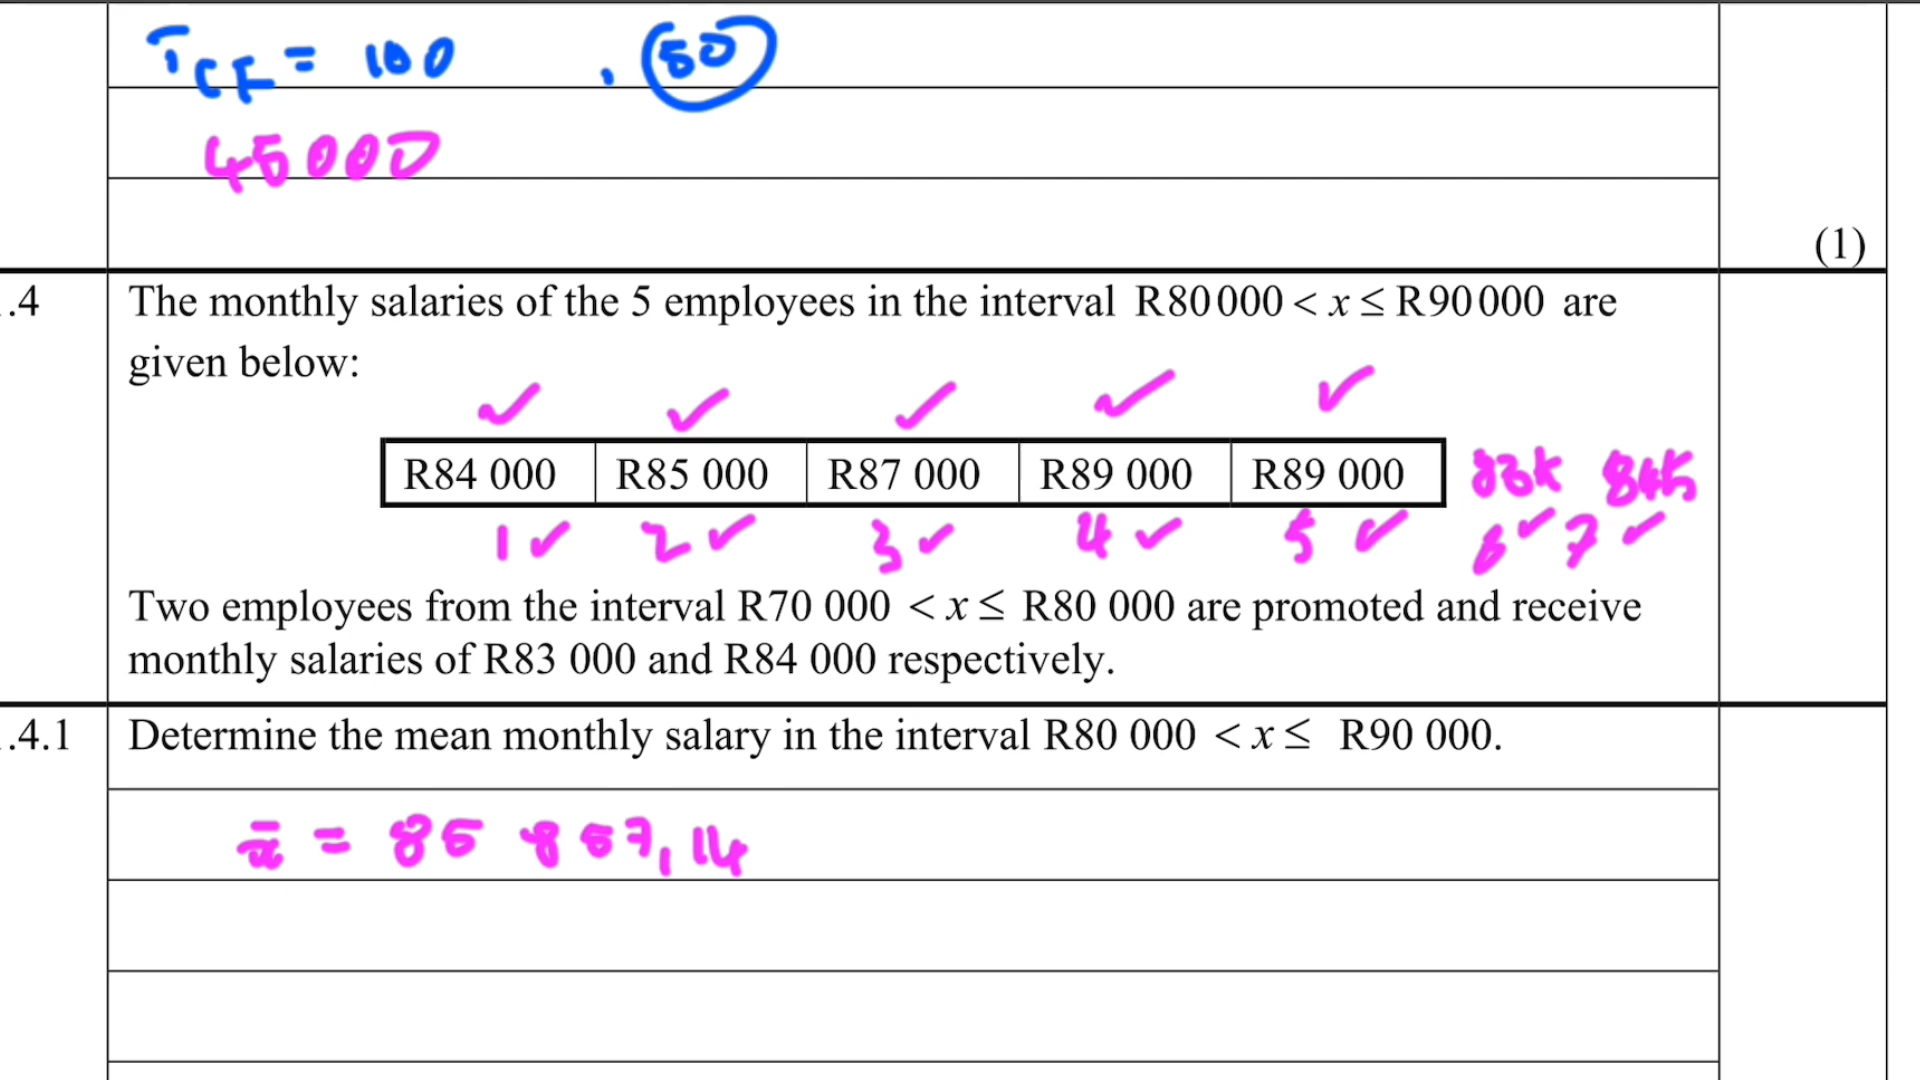 TCF = 100 , 50
45000
(1)
.4 The monthly salaries of the 5 employees in the interval R80 000 < x ≤ R90 000 are
given below:
✓ ✓ ✓ ✓ ✓
R84 000 R85 000 R87 000 R89 000 R89 000 83k 84k
1 ✓ 2 ✓ 3 ✓ 4 ✓ 5 ✓ 6 ✓ 7 ✓
Two employees from the interval R70 000 < x ≤ R80 000 are promoted and receive
monthly salaries of R83 000 and R84 000 respectively.
.4.1 Determine the mean monthly salary in the interval R80 000 < x ≤ R90 000.
x̄ = 85 857,14